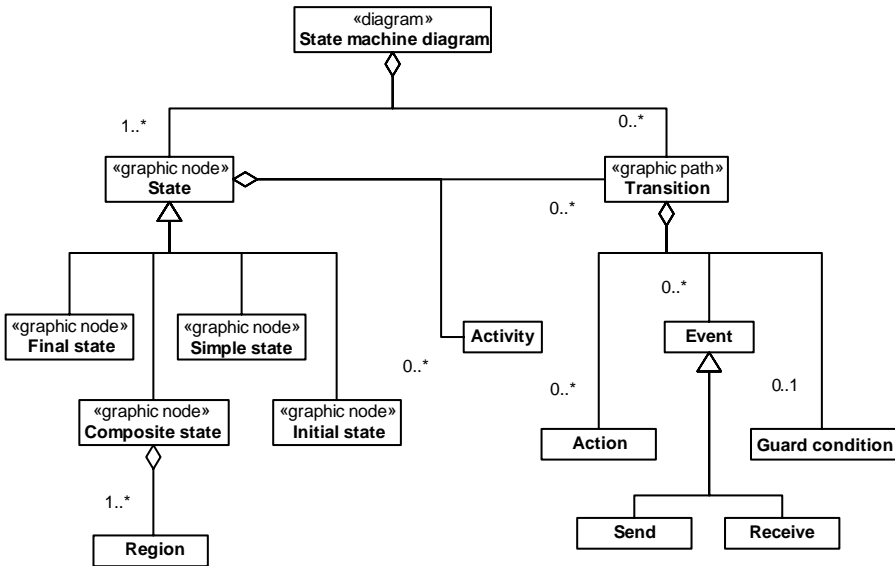 «diagram»
State machine diagram
1..*
0..*
«graphic node»
State
«graphic path»
Transition
0..*
0..*
«graphic node»
Final state
«graphic node»
Simple state
Activity
Event
0..*
0..*
0..1
«graphic node»
Composite state
«graphic node»
Initial state
Action
Guard condition
1..*
Region
Send
Receive